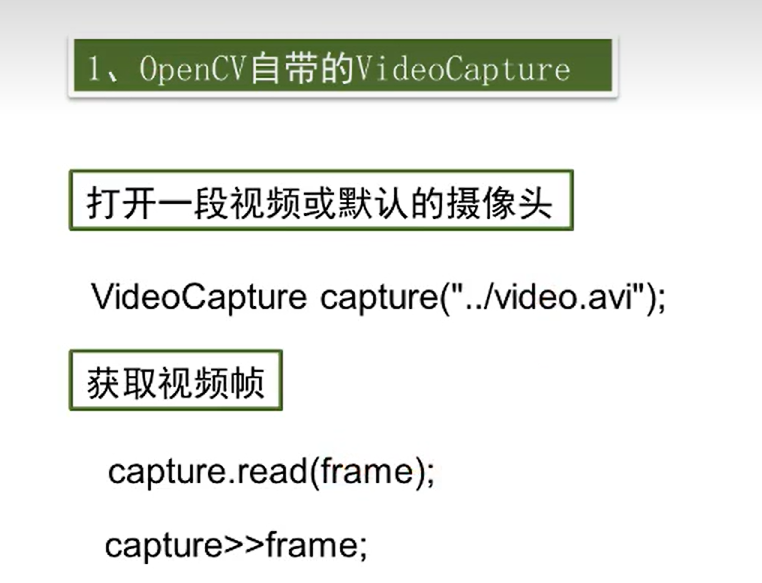 1、OpenCV自带的VideoCapture
打开一段视频或默认的摄像头
VideoCapture capture("../video.avi");
获取视频帧
capture.read(frame);
capture>>frame;